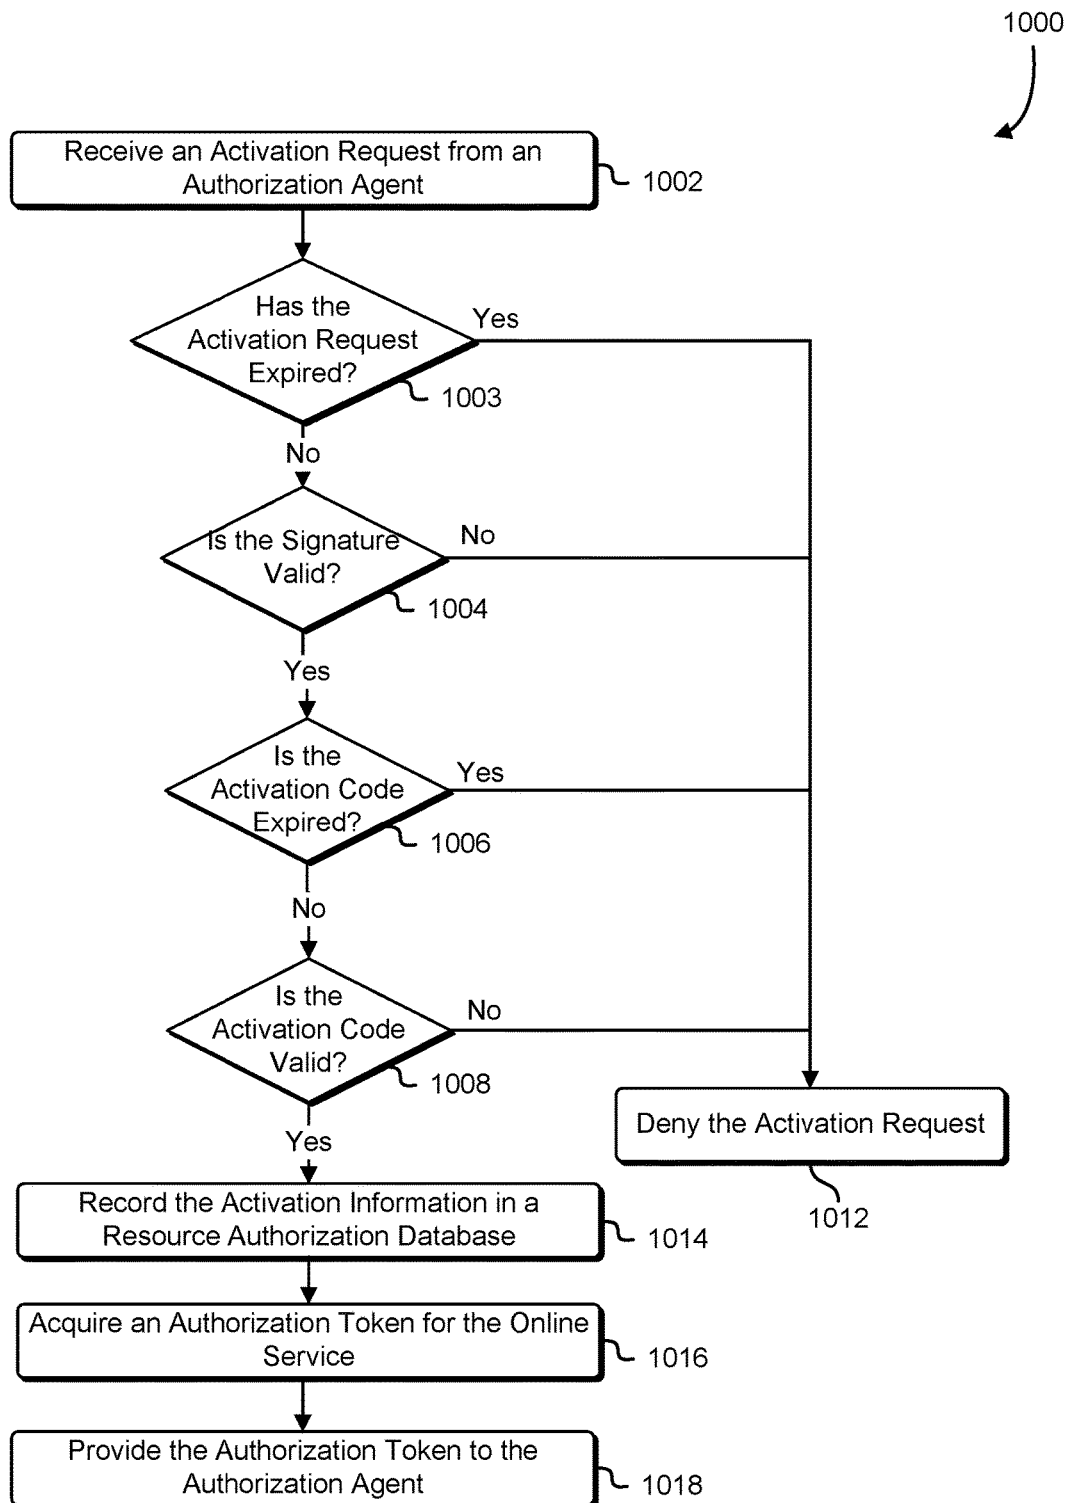 1000
Receive an Activation Request from an
Authorization Agent
1002
Has the
Activation Request
Expired?
Yes
1003
No
Is the Signature
Valid?
No
1004
Yes
Is the
Activation Code
Expired?
Yes
1006
No
Is the
Activation Code
Valid?
No
1008
Yes
Deny the Activation Request
1012
Record the Activation Information in a
Resource Authorization Database
1014
Acquire an Authorization Token for the Online
Service
1016
Provide the Authorization Token to the
Authorization Agent
1018